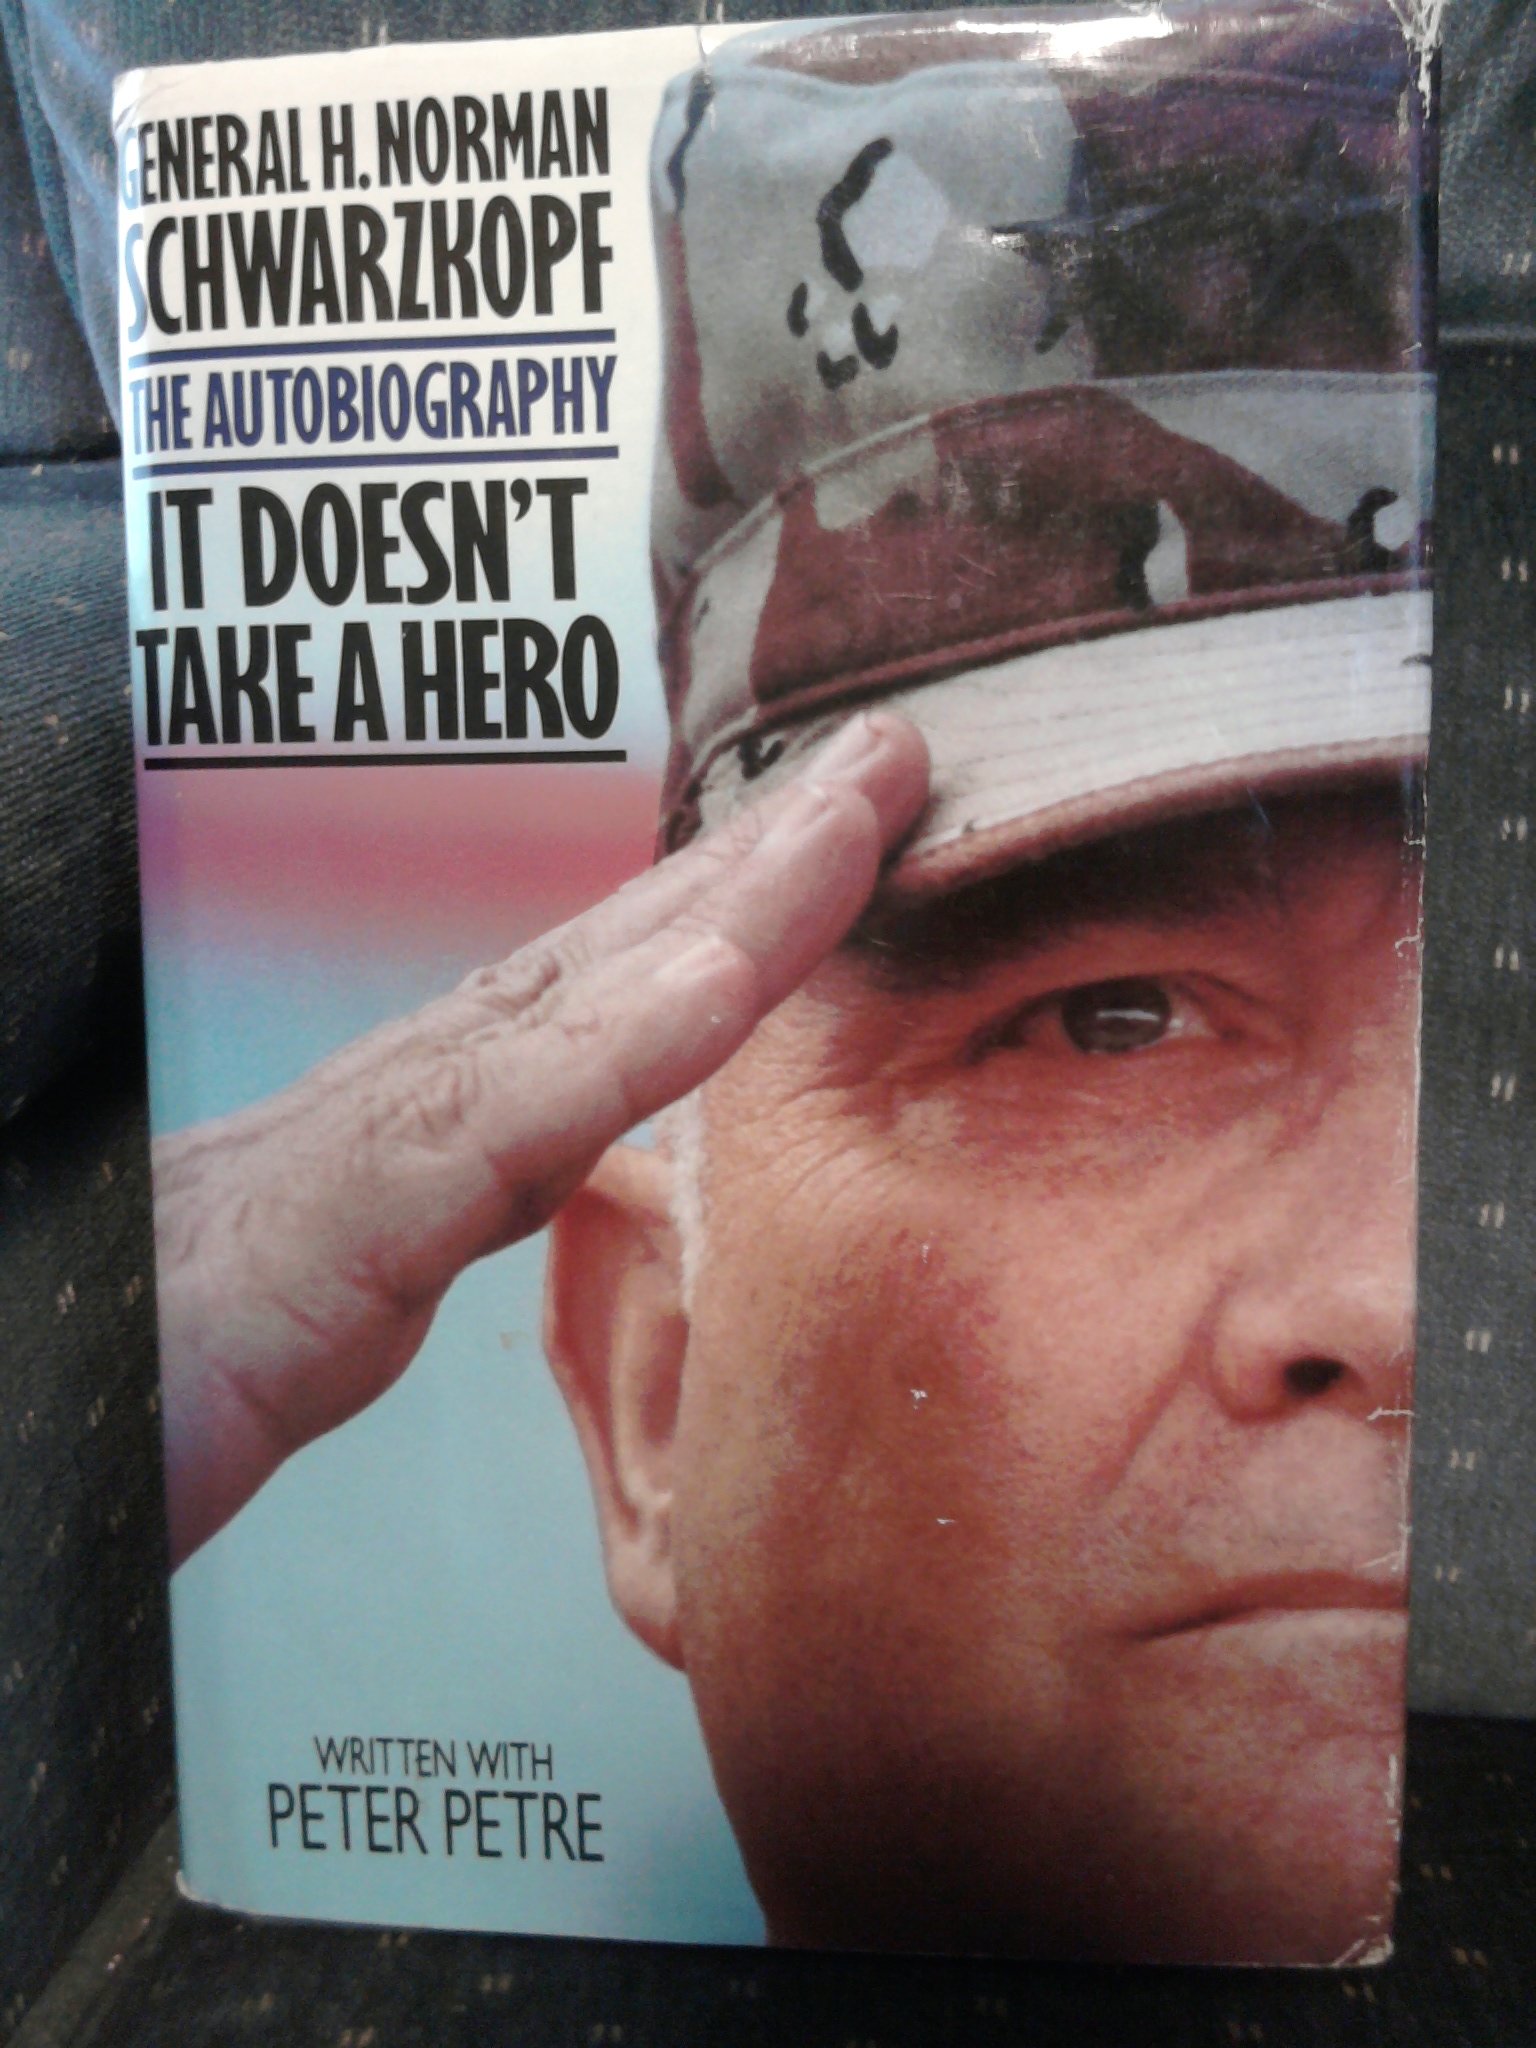 GENERAL H. NORMAN
SCHWARZKOPF
THE AUTOBIOGRAPHY
IT DOESN'T
TAKE A HERO
WRITTEN WITH
PETER PETRE